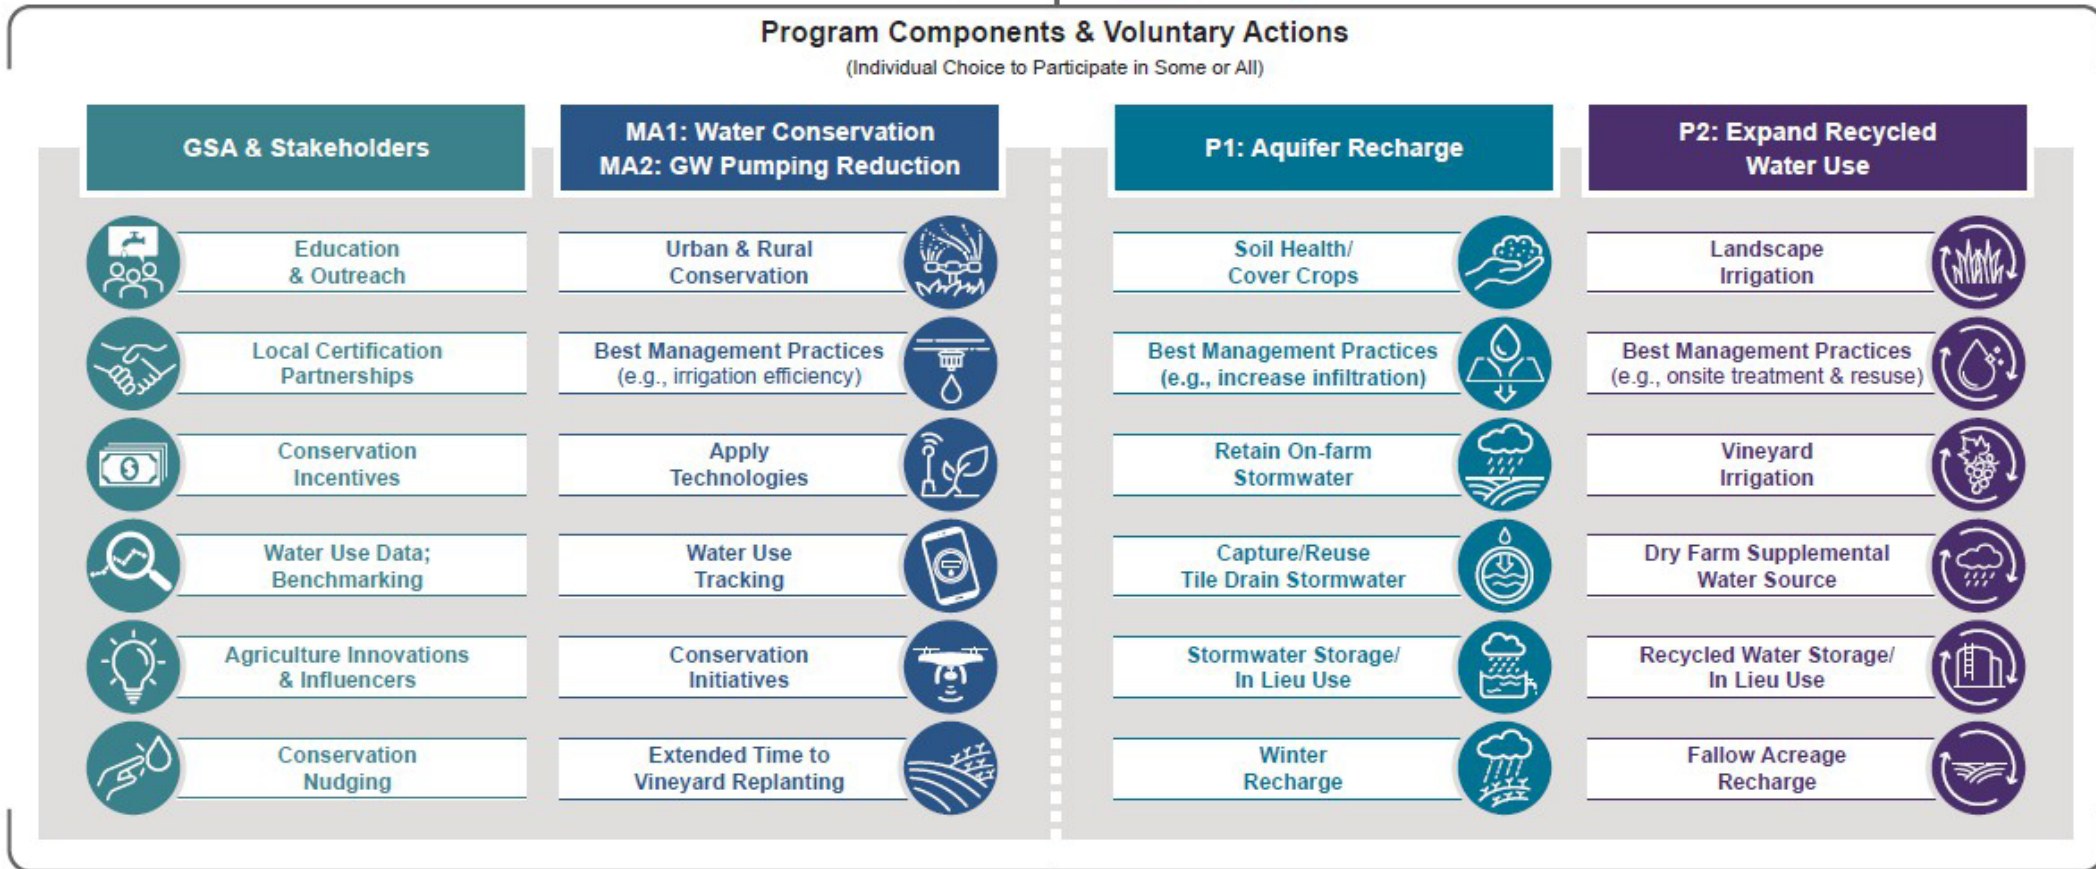 Program Components & Voluntary Actions
(Individual Choice to Participate in Some or All)
GSA & Stakeholders
Education
& Outreach
Local Certification
Partnerships
Conservation
Incentives
Water Use Data;
Benchmarking
Agriculture Innovations
& Influencers
Conservation
Nudging
MA1: Water Conservation
MA2: GW Pumping Reduction
Urban & Rural
Conservation
Best Management Practices
(e.g., irrigation efficiency)
Apply
Technologies
Water Use
Tracking
Conservation
Initiatives
Extended Time to
Vineyard Replanting
P1: Aquifer Recharge
Soil Health/
Cover Crops
Best Management Practices
(e.g., increase infiltration)
Retain On-farm
Stormwater
Capture/Reuse
Tile Drain Stormwater
Stormwater Storage/
In Lieu Use
Winter
Recharge
P2: Expand Recycled
Water Use
Landscape
Irrigation
Best Management Practices
(e.g., onsite treatment & resuse)
Vineyard
Irrigation
Dry Farm Supplemental
Water Source
Recycled Water Storage/
In Lieu Use
Fallow Acreage
Recharge